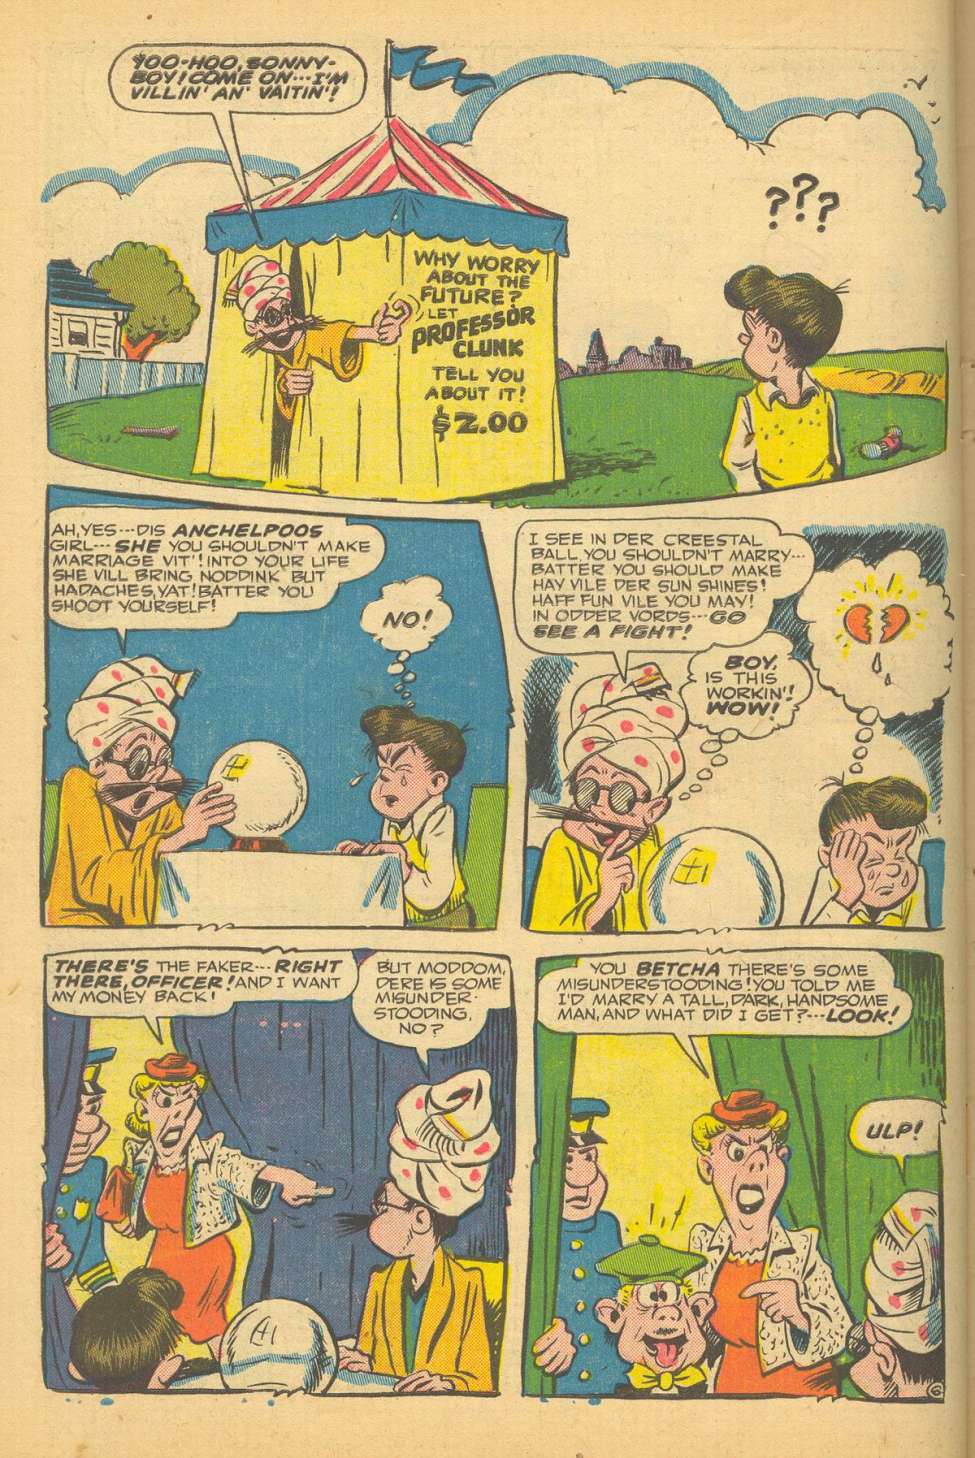 YOO-HOO, SONNY-
BOY! COME ON--- I'M
VILLIN' AN' VAITIN'!
???
WHY WORRY
ABOUT THE
FUTURE?
LET
PROFESSOR
CLUNK
TELL YOU
ABOUT IT!
$2.00
AH, YES --- DIS ANCHELPOOS
GIRL--- SHE YOU SHOULDN'T MAKE
MARRIAGE VIT'! INTO YOUR LIFE
SHE VILL BRING NODDINK BUT
HADACHES, YAT! BATTER YOU
SHOOT YOURSELF!
NO!
I SEE IN DER CREESTAL
BALL, YOU SHOULDN'T MARRY---
BATTER YOU SHOULD MAKE
HAY VILE DER SUN SHINES!
HAFF FUN VILE YOU MAY!
IN ODDER VORDS--- GO
SEE A FIGHT!
BOY,
IS THIS
WORKIN'!
WOW!
THERE'S THE FAKER--- RIGHT
THERE, OFFICER! AND I WANT
MY MONEY BACK!
BUT MODDOM,
DERE IS SOME
MISUNDER-
STOODING,
NO?
YOU BETCHA THERE'S SOME
MISUNDERSTOODING! YOU TOLD ME
I'D MARRY A TALL, DARK, HANDSOME
MAN, AND WHAT DID I GET?--- LOOK!
ULP!
6